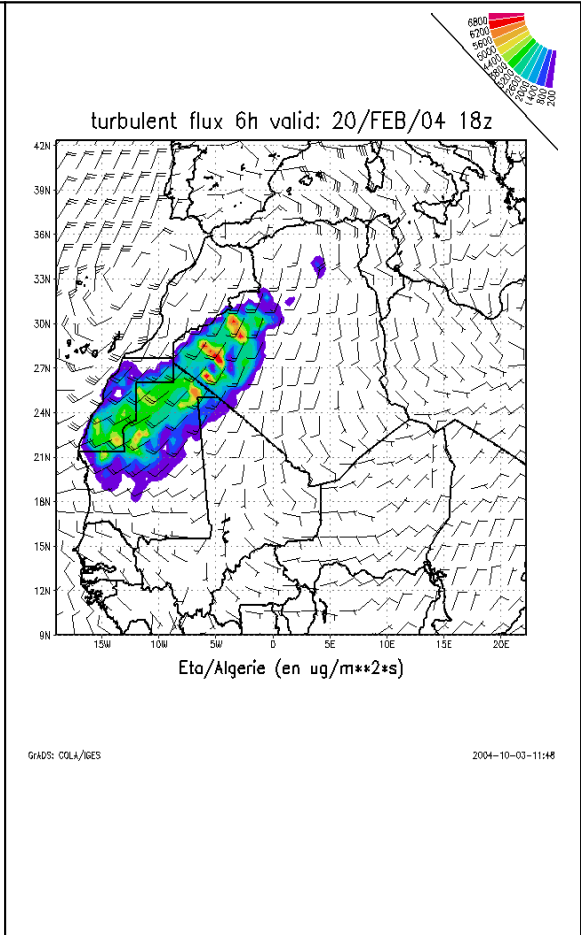 6800
6200
5600
5000
4400
3800
3200
2600
2000
1400
800
200
turbulent flux 6h valid: 20/FEB/04 18z
42N
39N
36N
33N
30N
27N
24N
21N
18N
15N
12N
9N
15W 10W 5W 0 5E 10E 15E 20E
Eta/Algerie (en ug/m**2*s)
GrADS: COLA/IGES 2004-10-03-11:48